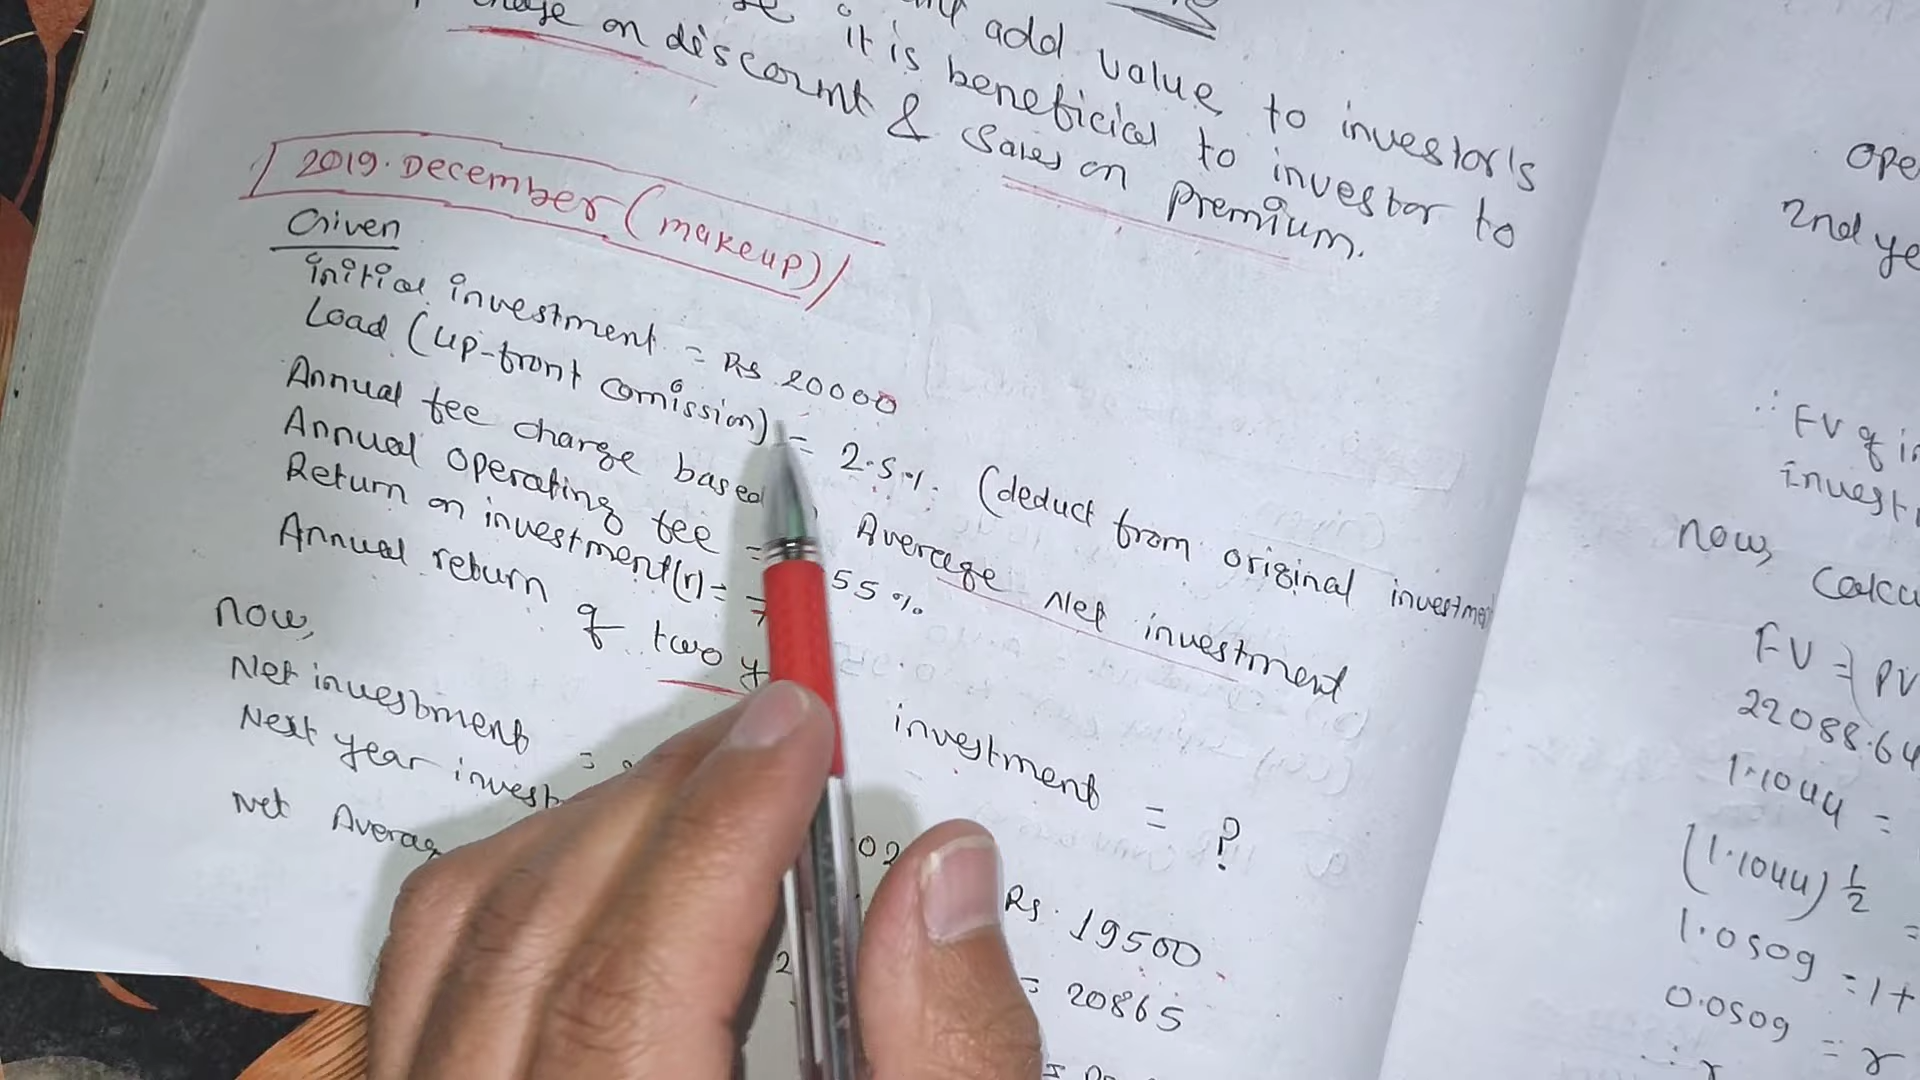 add value to investor's
it is beneficial to investor to
on discount & sales on premium.
2019. December (makeup)
Given
initial investment = Rs. 20000
Load (up-front comission) = 2.5% (deduct from original investme
Annual fee charge based Average Net investment
Annual operating fee = 55%
Return on investment (r) = 7
Annual return of two y investment = ?
Now,
Net investment = Rs. 19500
Next year invest = 20865
Net Averag
ope
2nd ye
∴ FV of i
invest
Now, calcu
FV = PV
22088.64
1.1044 =
(1.1044) 1/2 =
1.0509 = 1+
0.0509 = r
∴ r